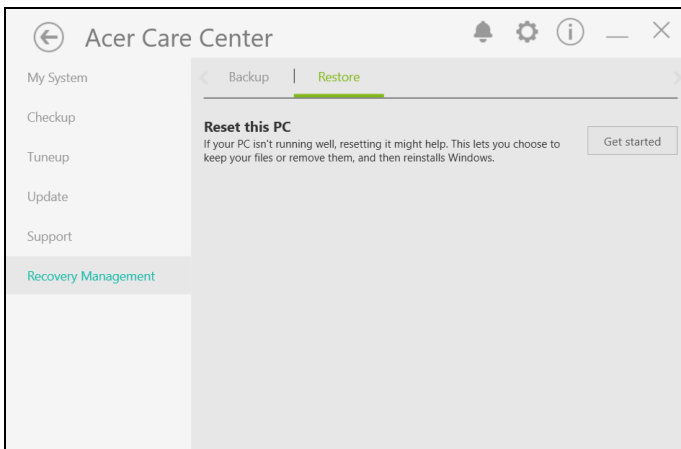 Acer Care Center
My System
Checkup
Tuneup
Update
Support
Recovery Management
Backup | Restore
Reset this PC
If your PC isn't running well, resetting it might help. This lets you choose to
keep your files or remove them, and then reinstalls Windows.
Get started